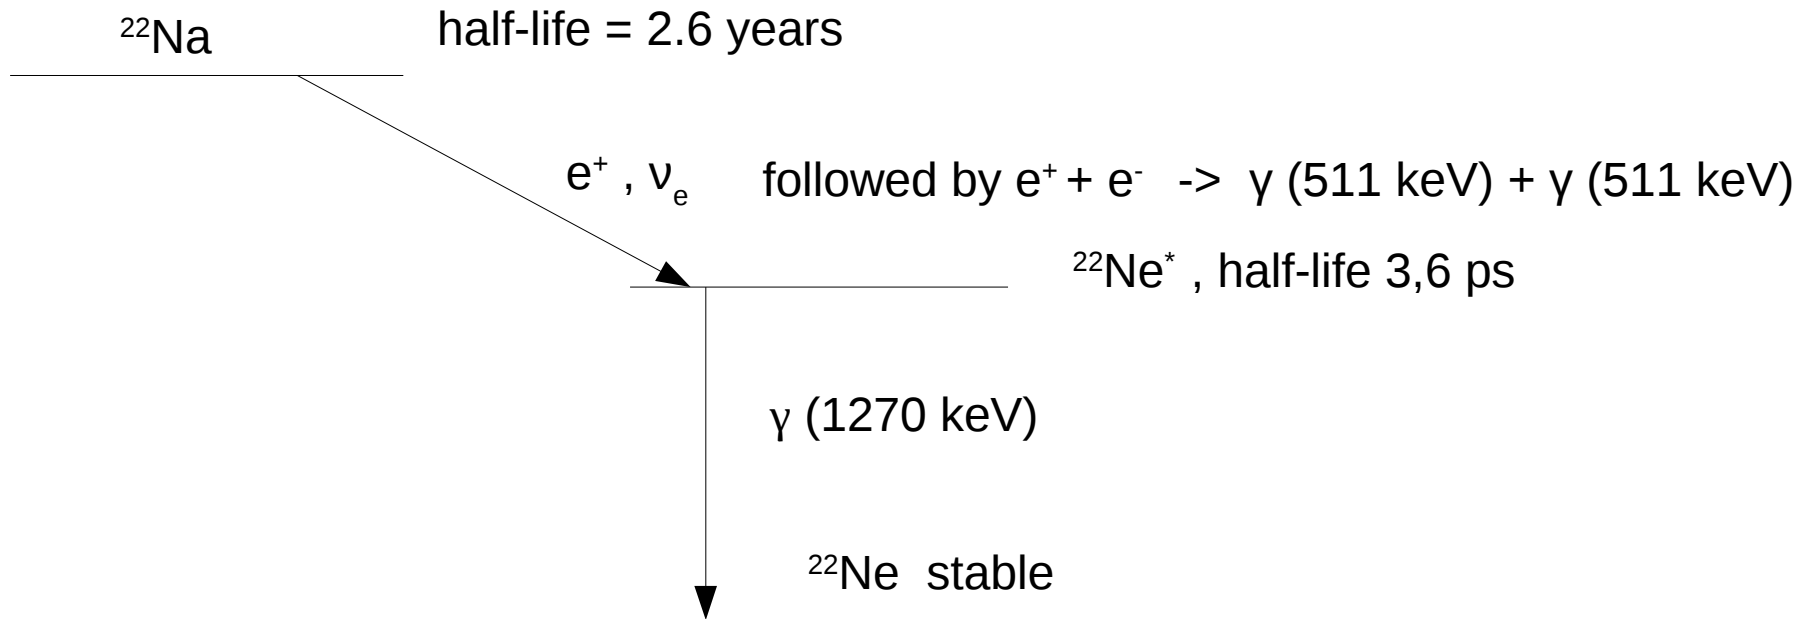 ²²Na half-life = 2.6 years
e⁺ , νₑ followed by e⁺ + e⁻ -> γ (511 keV) + γ (511 keV)
²²Ne* , half-life 3,6 ps
γ (1270 keV)
²²Ne stable